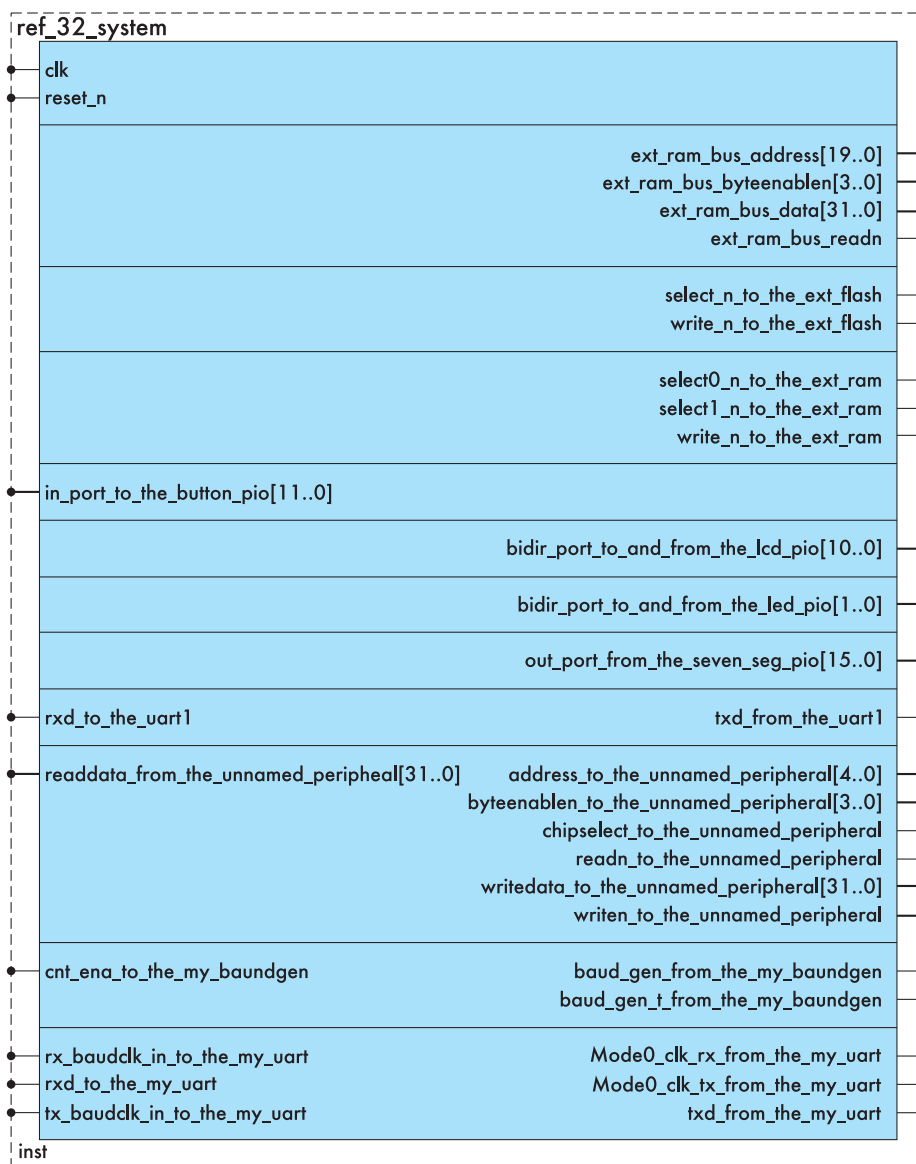 ref_32_system
clk
reset_n
ext_ram_bus_address[19..0]
ext_ram_bus_byteenablen[3..0]
ext_ram_bus_data[31..0]
ext_ram_bus_readn
select_n_to_the_ext_flash
write_n_to_the_ext_flash
select0_n_to_the_ext_ram
select1_n_to_the_ext_ram
write_n_to_the_ext_ram
in_port_to_the_button_pio[11..0]
bidir_port_to_and_from_the_lcd_pio[10..0]
bidir_port_to_and_from_the_led_pio[1..0]
out_port_from_the_seven_seg_pio[15..0]
rxd_to_the_uart1 txd_from_the_uart1
readdata_from_the_unnamed_peripheal[31..0] address_to_the_unnamed_peripheral[4..0]
byteenablen_to_the_unnamed_peripheral[3..0]
chipselect_to_the_unnamed_peripheral
readn_to_the_unnamed_peripheral
writedata_to_the_unnamed_peripheral[31..0]
writen_to_the_unnamed_peripheral
cnt_ena_to_the_my_baundgen baud_gen_from_the_my_baundgen
baud_gen_t_from_the_my_baundgen
rx_baudclk_in_to_the_my_uart Mode0_clk_rx_from_the_my_uart
rxd_to_the_my_uart Mode0_clk_tx_from_the_my_uart
tx_baudclk_in_to_the_my_uart txd_from_the_my_uart
inst